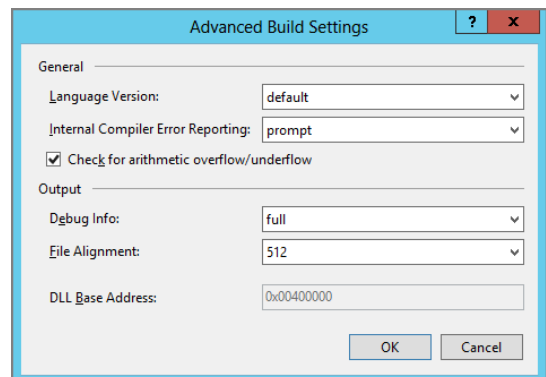 Advanced Build Settings
? x
General
Language Version: default
Internal Compiler Error Reporting: prompt
Check for arithmetic overflow/underflow
Output
Debug Info: full
File Alignment: 512
DLL Base Address: 0x00400000
OK Cancel